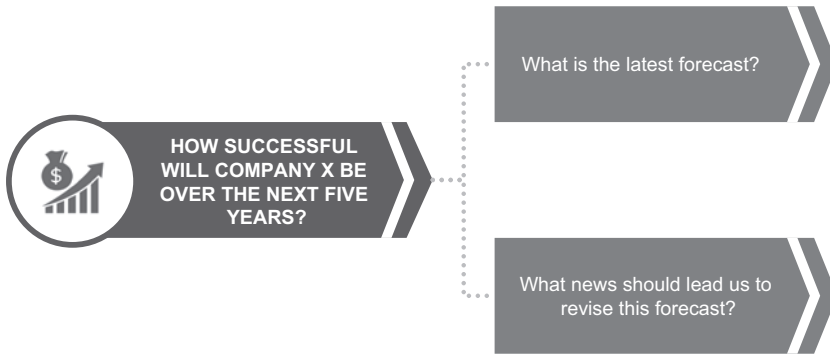 What is the latest forecast?
HOW SUCCESSFUL
WILL COMPANY X BE
OVER THE NEXT FIVE
YEARS?
$
What news should lead us to
revise this forecast?